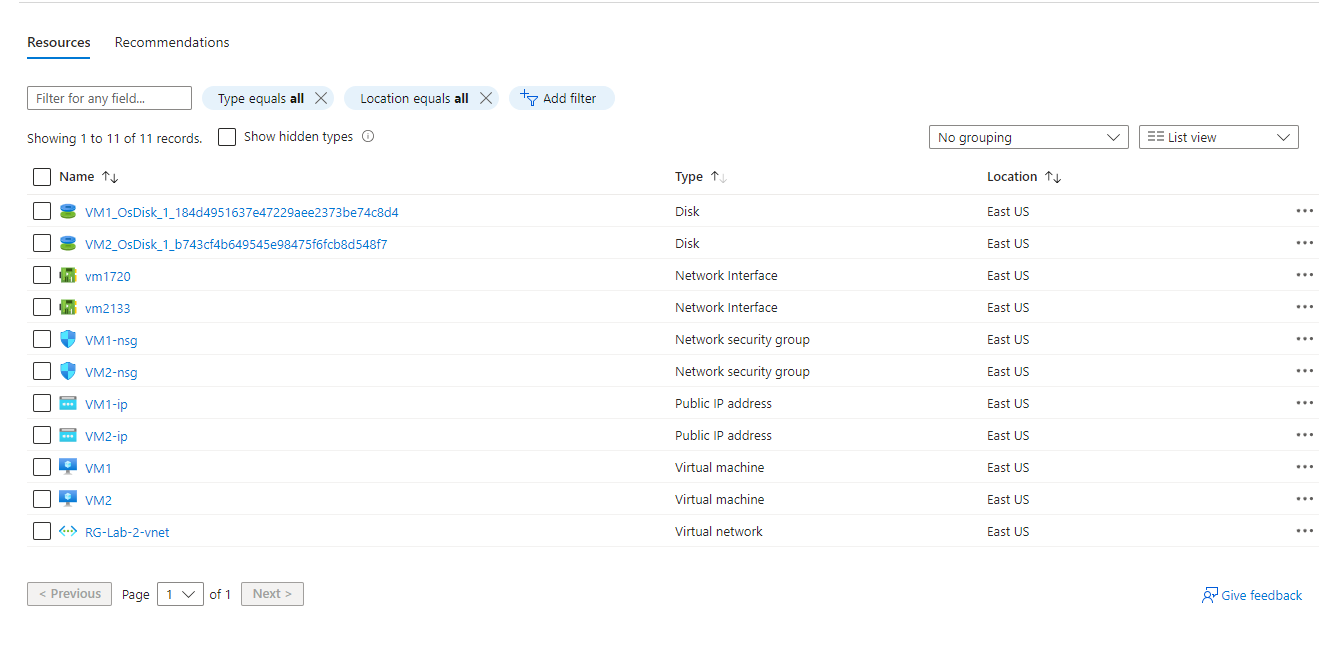 Resources Recommendations
Filter for any field... Type equals all Location equals all Add filter
Showing 1 to 11 of 11 records. Show hidden types No grouping List view
Name Type Location
VM1_OsDisk_1_184d4951637e47229aee2373be74c8d4 Disk East US
VM2_OsDisk_1_b743cf4b649545e98475f6fcb8d548f7 Disk East US
vm1720 Network Interface East US
vm2133 Network Interface East US
VM1-nsg Network security group East US
VM2-nsg Network security group East US
VM1-ip Public IP address East US
VM2-ip Public IP address East US
VM1 Virtual machine East US
VM2 Virtual machine East US
RG-Lab-2-vnet Virtual network East US
< Previous Page 1 of 1 Next > Give feedback